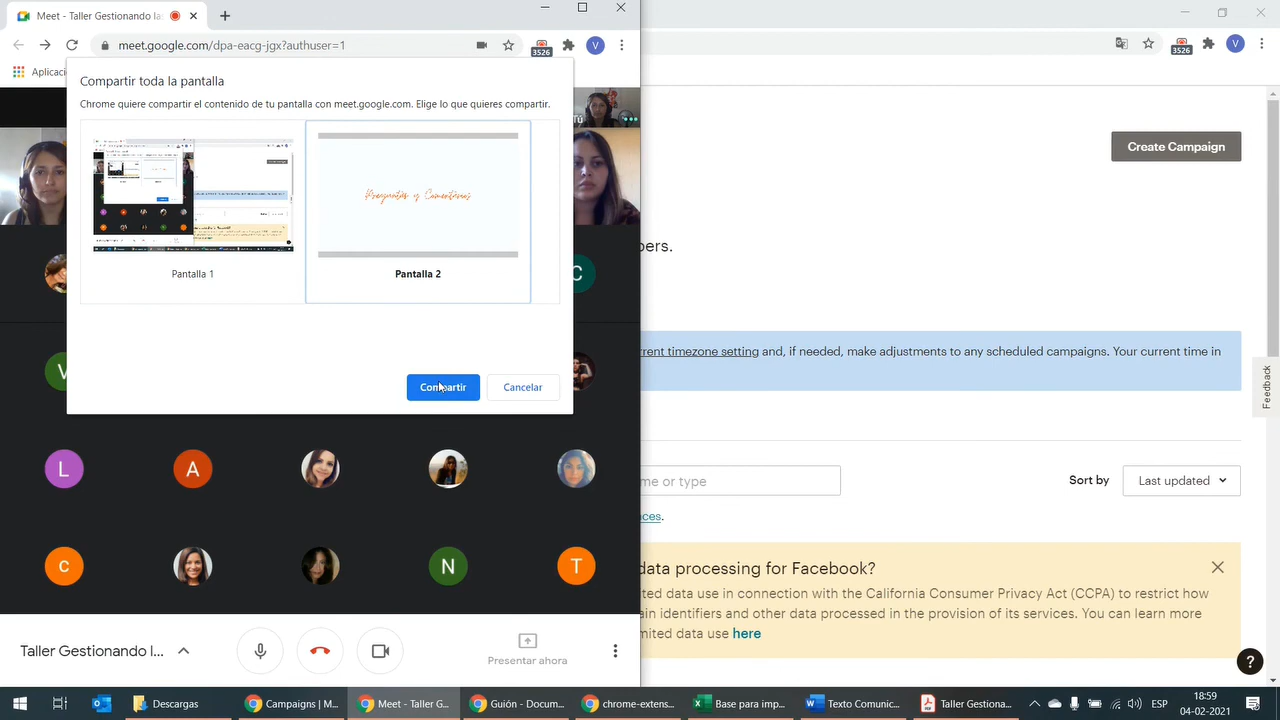 Meet - Taller Gestionando las
meet.google.com/dpa-eacg-jgx?authuser=1
3526
V
3526
V
Aplicaci
Compartir toda la pantalla
Chrome quiere compartir el contenido de tu pantalla con meet.google.com. Elige lo que quieres compartir.
Tú
Create Campaign
Preguntas y Comentarios
Pantalla 1
Pantalla 2
bers.
C
rrent timezone setting and, if needed, make adjustments to any scheduled campaigns. Your current time in
V
Compartir
Cancelar
Feedback
L
A
me or type
Sort by
Last updated
ces.
C
N
T
data processing for Facebook?
ted data use in connection with the California Consumer Privacy Act (CCPA) to restrict how
ain identifiers and other data processed in the provision of its services. You can learn more
mited data use here
Taller Gestionando l...
Presentar ahora
?
Descargas
Campaigns | M...
Meet - Taller G...
Guión - Docum...
chrome-extens...
Base para imp...
Texto Comunic...
Taller Gestiona...
ESP
18:59
04-02-2021